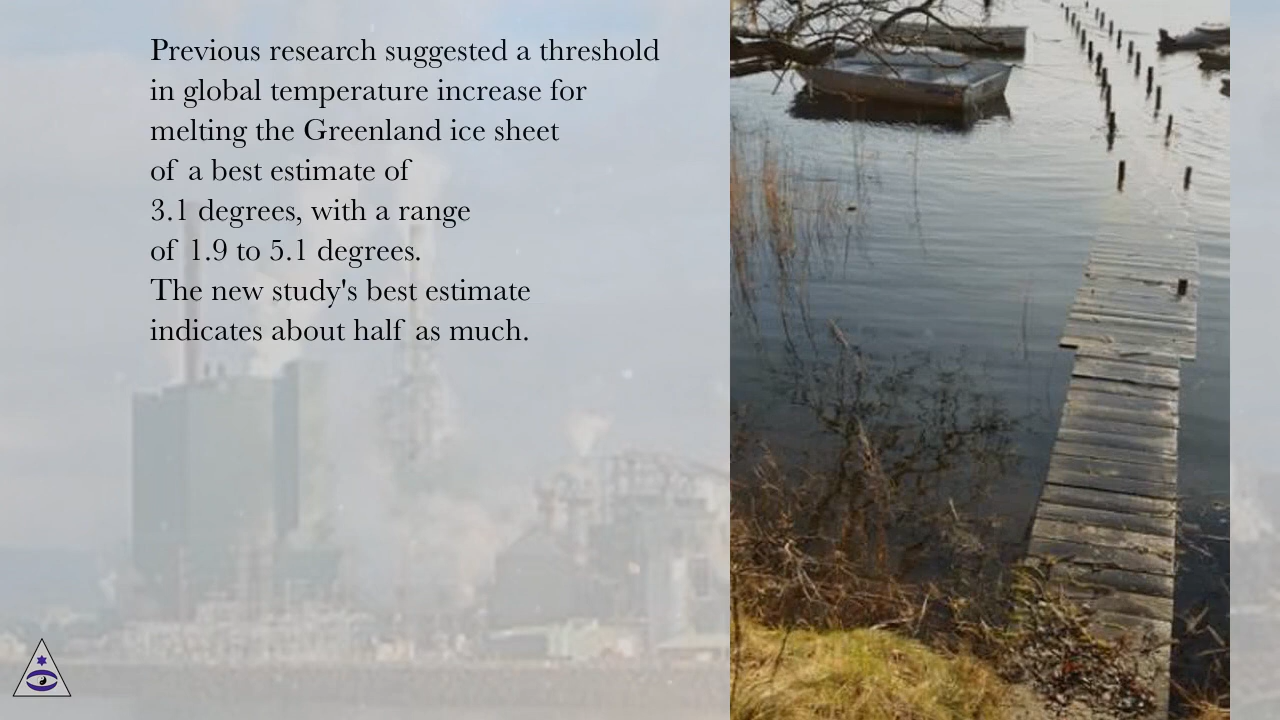 Previous research suggested a threshold
in global temperature increase for
melting the Greenland ice sheet
of a best estimate of
3.1 degrees, with a range
of 1.9 to 5.1 degrees.
The new study's best estimate
indicates about half as much.